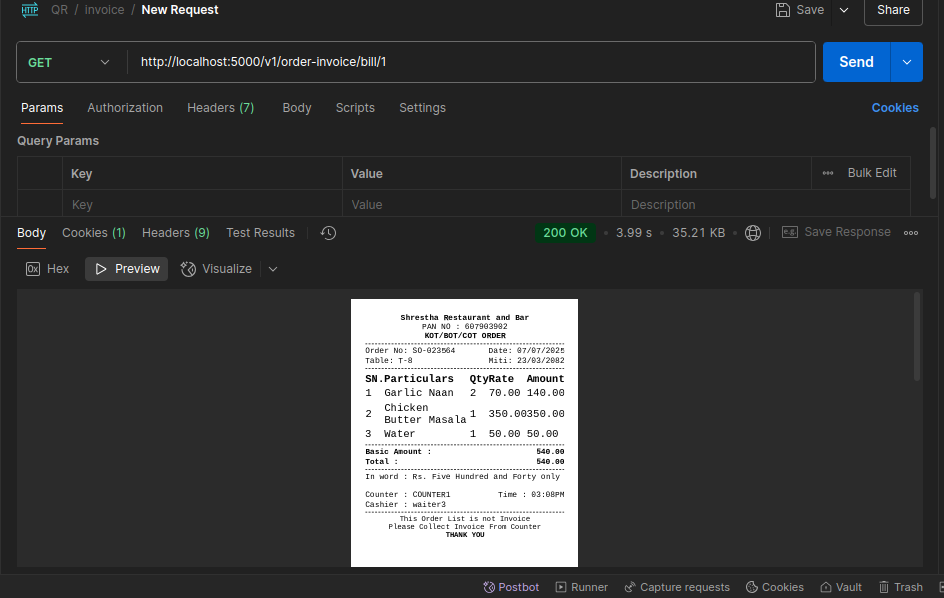 HTTP QR / invoice / New Request Save Share
GET http://localhost:5000/v1/order-invoice/bill/1 Send
Params Authorization Headers (7) Body Scripts Settings Cookies
Query Params
Key Value Description Bulk Edit
Key Value Description
Body Cookies (1) Headers (9) Test Results 200 OK • 3.99 s • 35.21 KB • e.g. Save Response
0x Hex Preview Visualize
Shrestha Restaurant and Bar
PAN NO : 607903902
KOT/BOT/COT ORDER
Order No: SO-023564 Date: 07/07/2025
Table: T-8 Miti: 23/03/2082
SN.Particulars QtyRate Amount
1 Garlic Naan 2 70.00 140.00
2 Chicken Butter Masala 1 350.00350.00
3 Water 1 50.00 50.00
Basic Amount : 540.00
Total : 540.00
In word : Rs. Five Hundred and Forty only
Counter : COUNTER1 Time : 03:08PM
Cashier : waiter3
This Order List is not Invoice
Please Collect Invoice From Counter
THANK YOU
Postbot Runner Capture requests Cookies Vault Trash